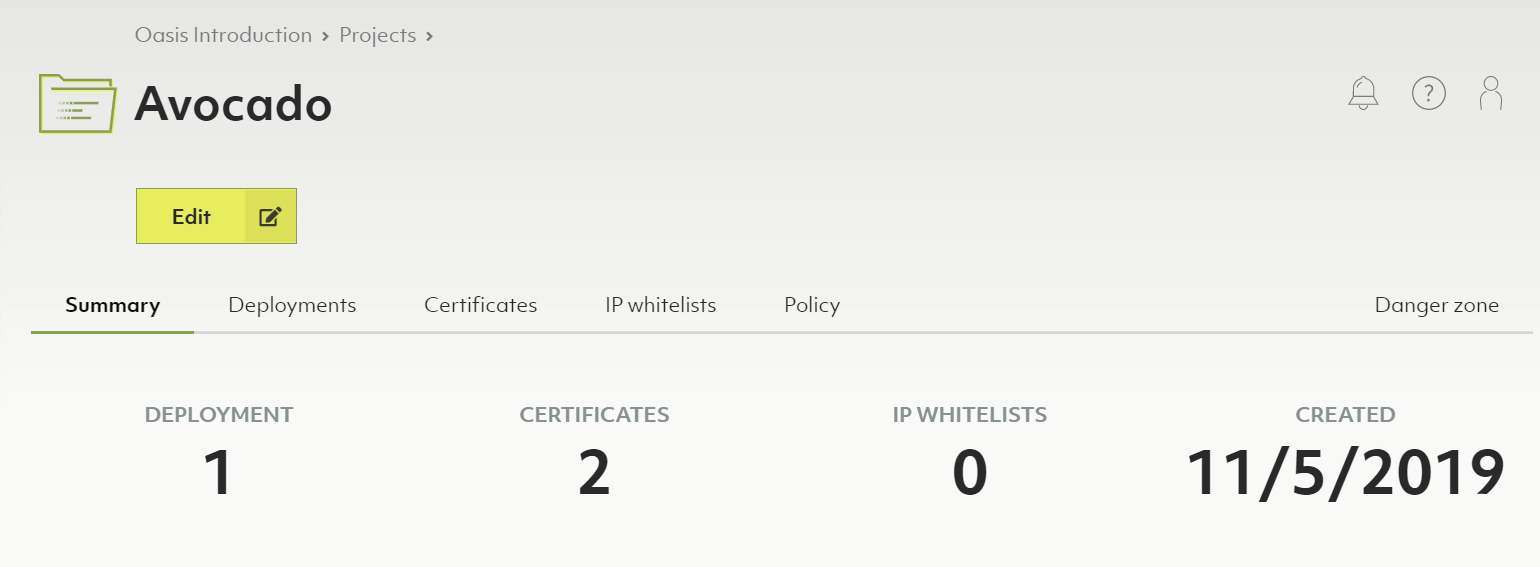 Oasis Introduction › Projects ›
Avocado
?
Edit
Summary Deployments Certificates IP whitelists Policy Danger zone
DEPLOYMENT CERTIFICATES IP WHITELISTS CREATED
1 2 0 11/5/2019